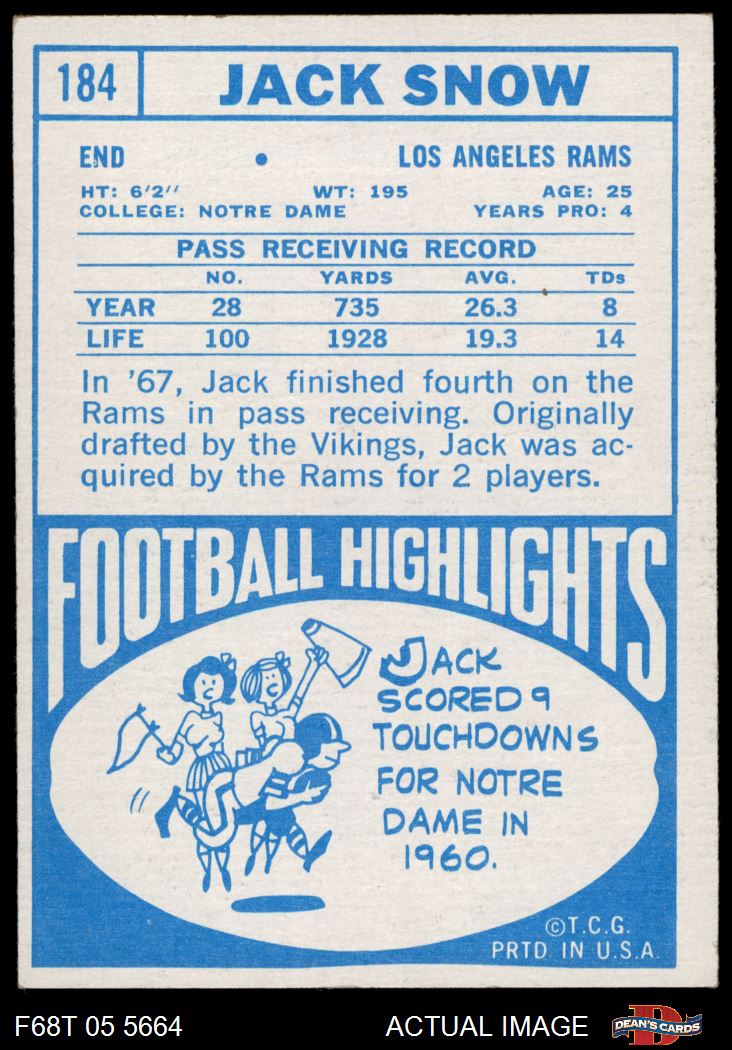 184
JACK SNOW
END • LOS ANGELES RAMS
HT: 6'2'' WT: 195 AGE: 25
COLLEGE: NOTRE DAME YEARS PRO: 4
PASS RECEIVING RECORD
NO. YARDS AVG. TDs
YEAR 28 735 26.3 8
LIFE 100 1928 19.3 14
In '67, Jack finished fourth on the
Rams in pass receiving. Originally
drafted by the Vikings, Jack was ac-
quired by the Rams for 2 players.
FOOTBALL HIGHLIGHTS
JACK
SCORED 9
TOUCHDOWNS
FOR NOTRE
DAME IN
1960.
©T.C.G.
PRTD. IN U.S.A.
F68T 05 5664 ACTUAL IMAGE
D
DEAN'S CARDS